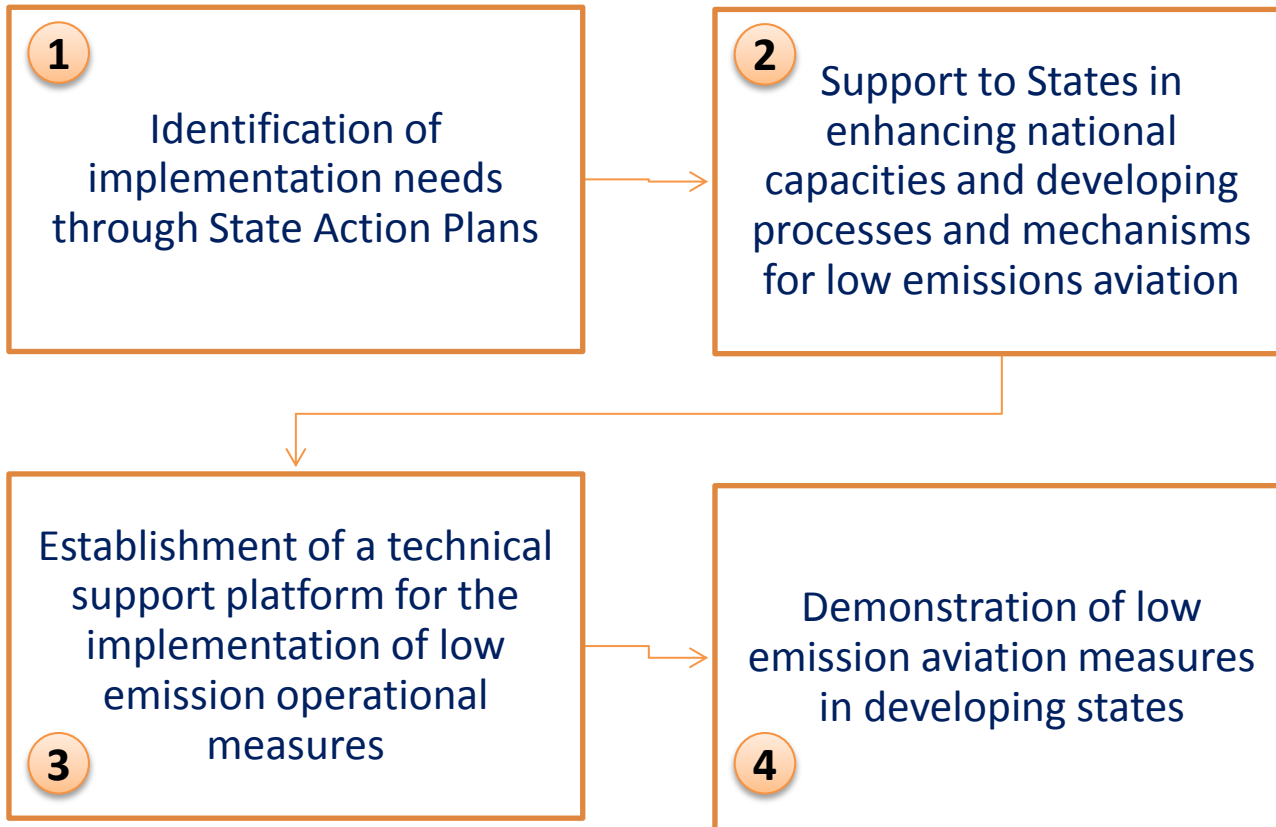 1
Identification of
implementation needs
through State Action Plans
2
Support to States in
enhancing national
capacities and developing
processes and mechanisms
for low emissions aviation
Establishment of a technical
support platform for the
implementation of low
emission operational
measures
3
Demonstration of low
emission aviation measures
in developing states
4